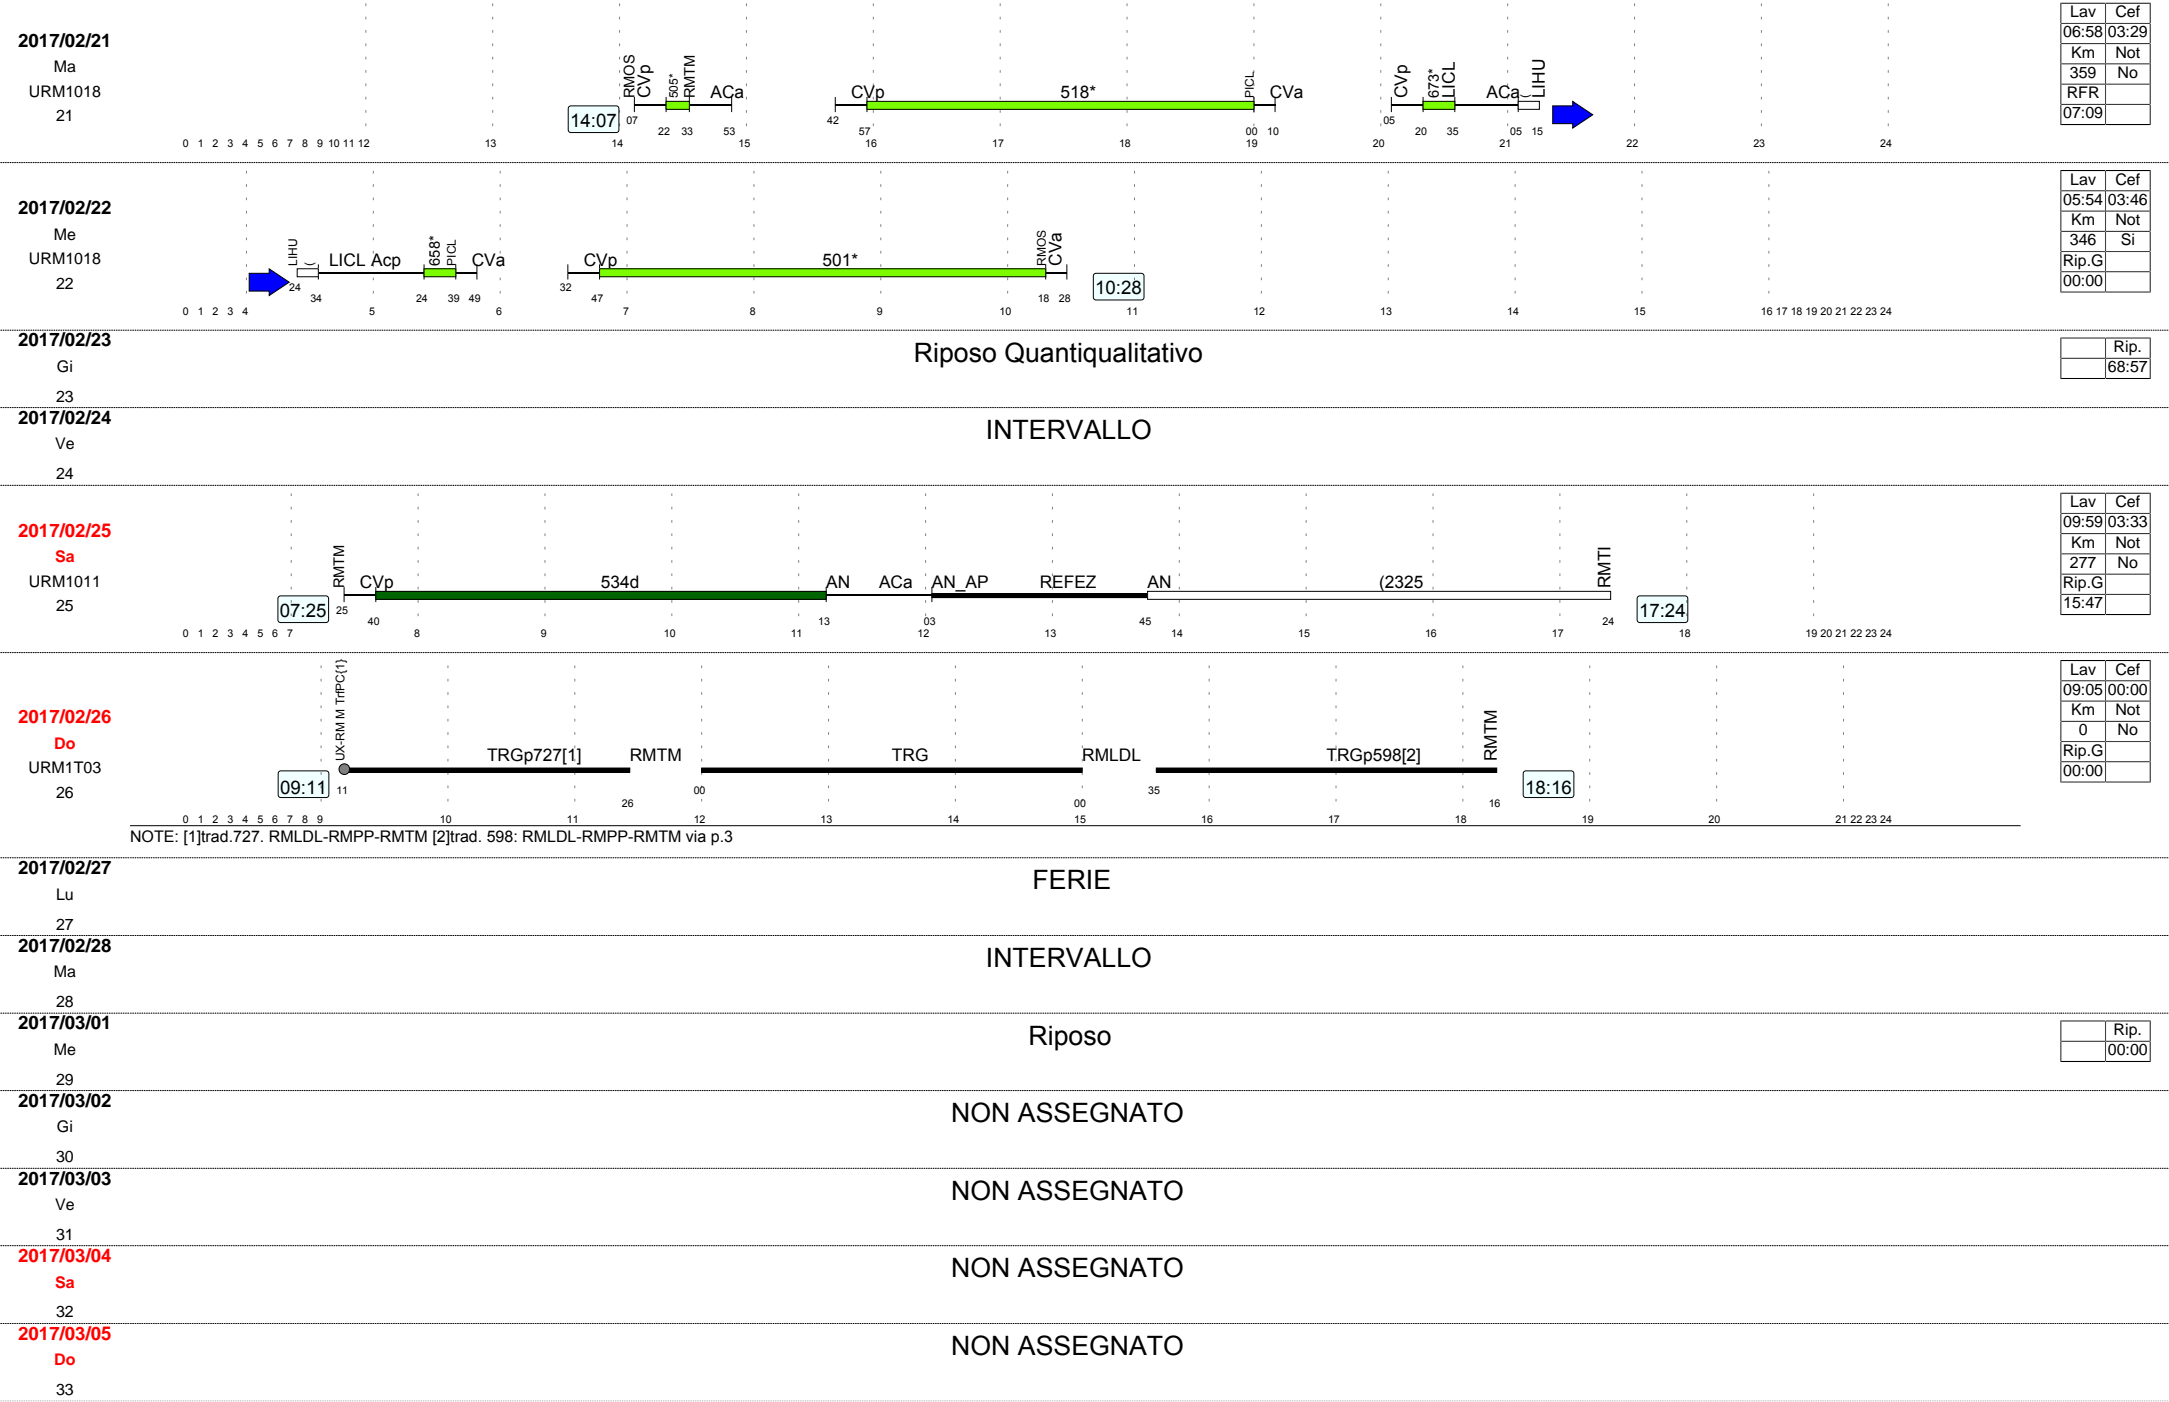 2017/02/21
Ma
URM1018
21
14:07
RMOS CVp 505* RMTM ACa CVp 518* PICL CVa CVp 673* LICL ACa ( LIHU
07 22 33 53 42 57 00 10 05 20 35 05 15
0 1 2 3 4 5 6 7 8 9 10 11 12 13 14 15 16 17 18 19 20 21 22 23 24
Lav Cef
06:58 03:29
Km Not
359 No
RFR
07:09
2017/02/22
Me
URM1018
22
LIHU ( LICL Acp 658* PICL CVa CVp 501* RMOS CVa
24 34 24 39 49 32 47 18 28
10:28
0 1 2 3 4 5 6 7 8 9 10 11 12 13 14 15 16 17 18 19 20 21 22 23 24
Lav Cef
05:54 03:46
Km Not
346 Si
Rip.G
00:00
2017/02/23
Gi
23
Riposo Quantiqualitativo
Rip.
68:57
2017/02/24
Ve
24
INTERVALLO
2017/02/25
Sa
URM1011
25
07:25
RMTM CVp 534d AN ACa AN_AP REFEZ AN (2325 RMTI
25 40 13 03 45 24
17:24
0 1 2 3 4 5 6 7 8 9 10 11 12 13 14 15 16 17 18 19 20 21 22 23 24
Lav Cef
09:59 03:33
Km Not
277 No
Rip.G
15:47
2017/02/26
Do
URM1T03
26
09:11
UX-RM M TrfPC{1} TRGp727[1] RMTM TRG RMLDL TRGp598[2] RMTM
11 26 00 00 35 16
18:16
0 1 2 3 4 5 6 7 8 9 10 11 12 13 14 15 16 17 18 19 20 21 22 23 24
NOTE: [1]trad.727. RMLDL-RMPP-RMTM [2]trad. 598: RMLDL-RMPP-RMTM via p.3
Lav Cef
09:05 00:00
Km Not
0 No
Rip.G
00:00
2017/02/27
Lu
27
FERIE
2017/02/28
Ma
28
INTERVALLO
2017/03/01
Me
29
Riposo
Rip.
00:00
2017/03/02
Gi
30
NON ASSEGNATO
2017/03/03
Ve
31
NON ASSEGNATO
2017/03/04
Sa
32
NON ASSEGNATO
2017/03/05
Do
33
NON ASSEGNATO